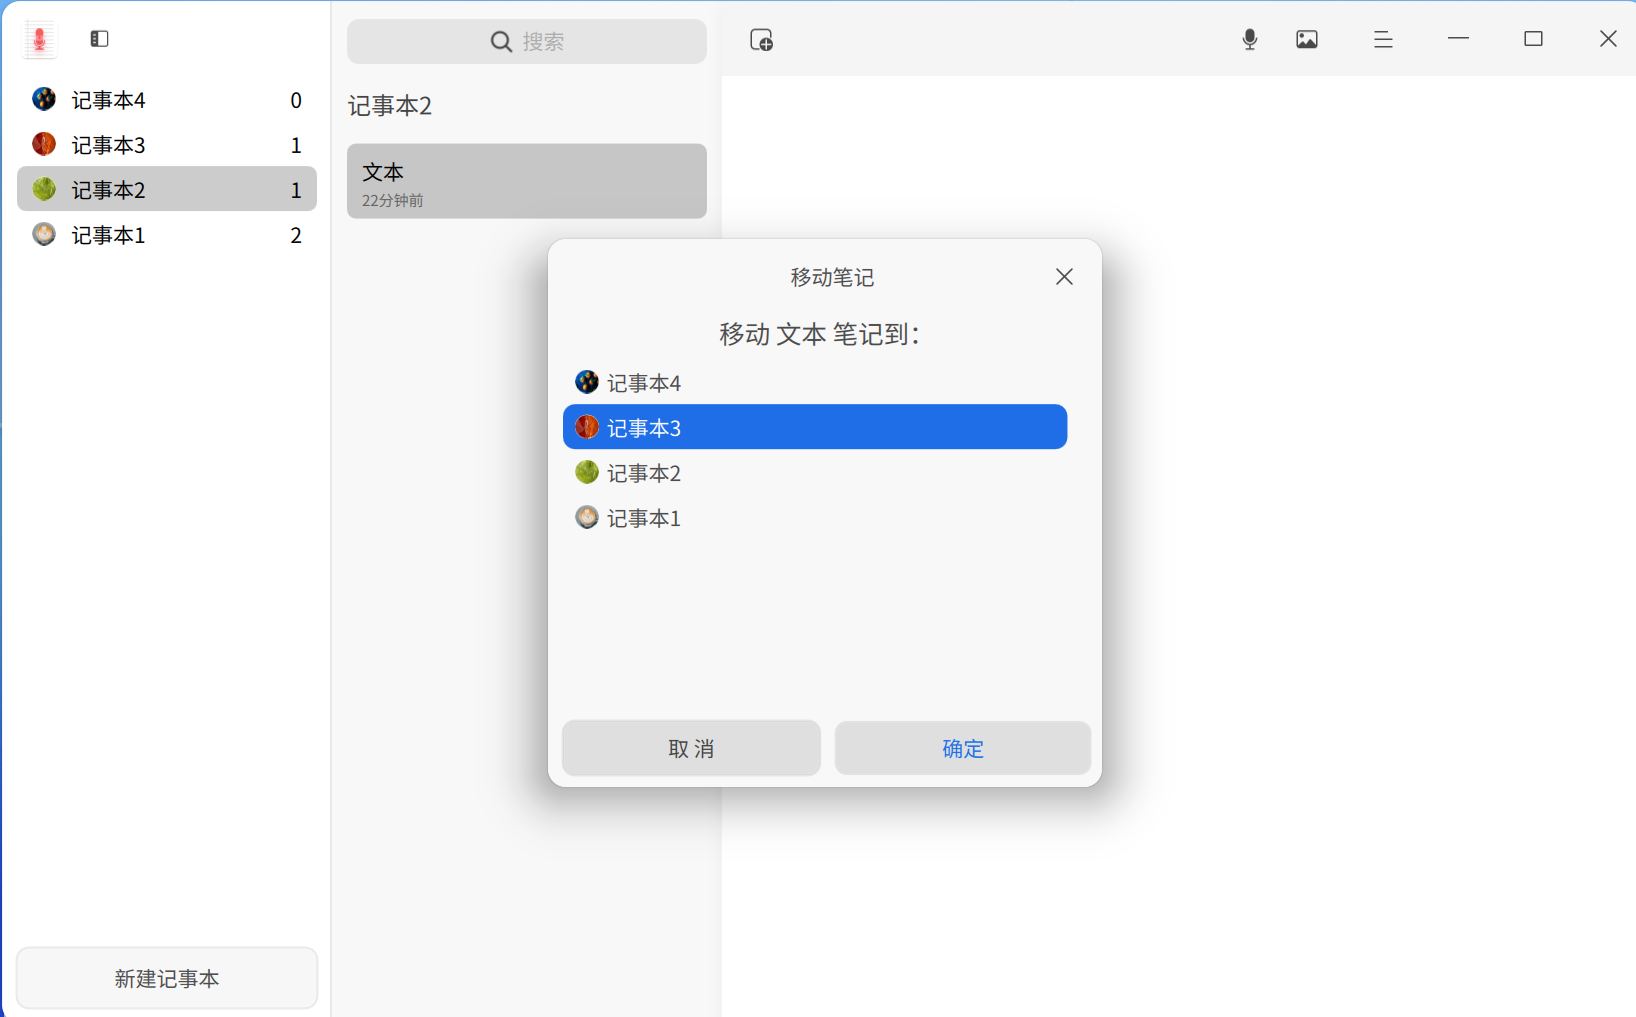 记事本4 0
记事本3 1
记事本2 1
记事本1 2
新建记事本
搜索
记事本2
文本
22分钟前
移动笔记
移动 文本 笔记到：
记事本4
记事本3
记事本2
记事本1
取 消
确定